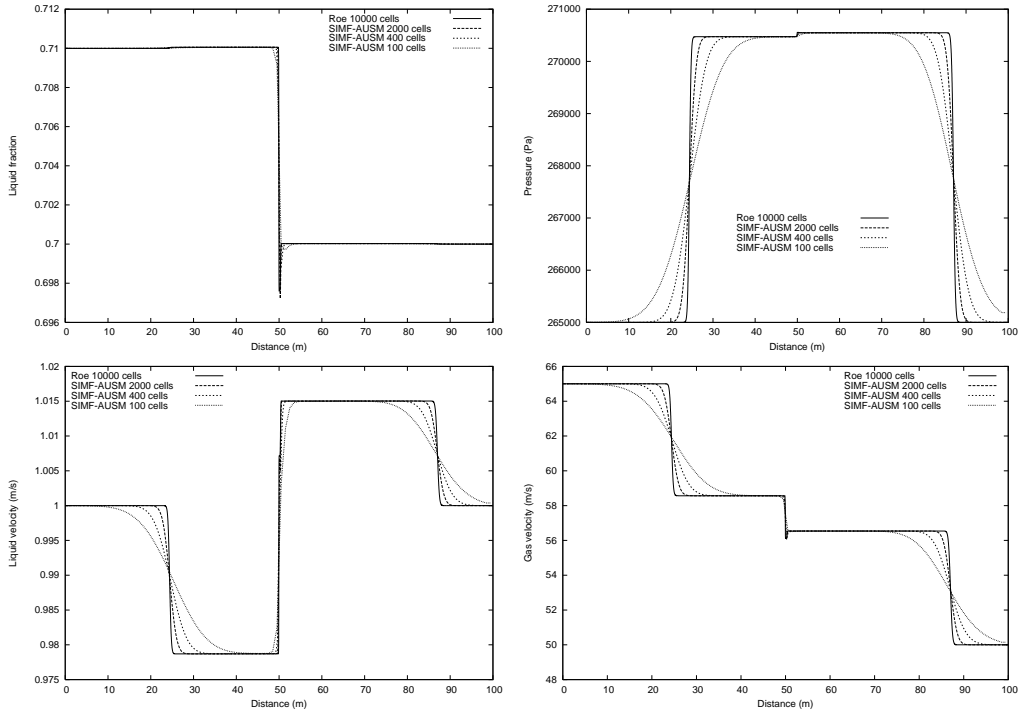 0.712
0.71
0.708
0.706
0.704
0.702
0.7
0.698
0.696
Liquid fraction
Roe 10000 cells
SIMF-AUSM 2000 cells
SIMF-AUSM 400 cells
SIMF-AUSM 100 cells
0 10 20 30 40 50 60 70 80 90 100
Distance (m)
271000
270000
269000
268000
267000
266000
265000
Pressure (Pa)
Roe 10000 cells
SIMF-AUSM 2000 cells
SIMF-AUSM 400 cells
SIMF-AUSM 100 cells
0 10 20 30 40 50 60 70 80 90 100
Distance (m)
1.02
1.015
1.01
1.005
1
0.995
0.99
0.985
0.98
0.975
Liquid velocity (m/s)
Roe 10000 cells
SIMF-AUSM 2000 cells
SIMF-AUSM 400 cells
SIMF-AUSM 100 cells
0 10 20 30 40 50 60 70 80 90 100
Distance (m)
66
64
62
60
58
56
54
52
50
48
Gas velocity (m/s)
Roe 10000 cells
SIMF-AUSM 2000 cells
SIMF-AUSM 400 cells
SIMF-AUSM 100 cells
0 10 20 30 40 50 60 70 80 90 100
Distance (m)